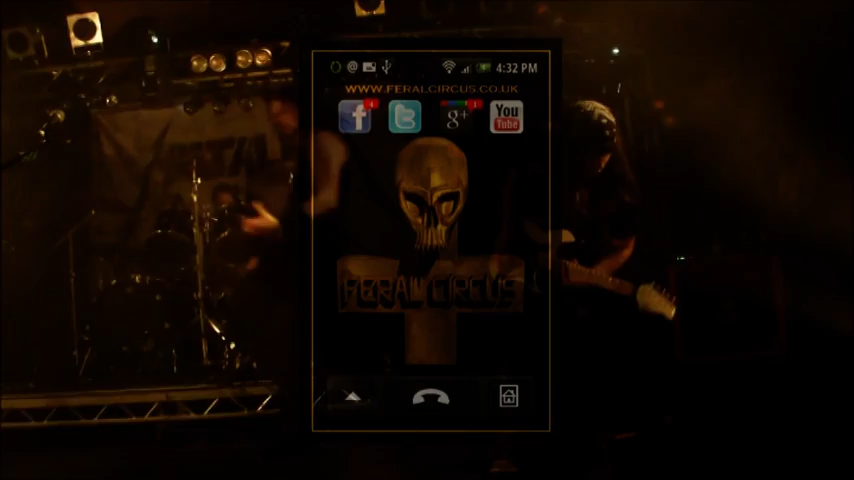 @ 4:32 PM
WWW.FERALCIRCUS.CO.UK
f t g+ You
Tube
FERAL CIRCUS